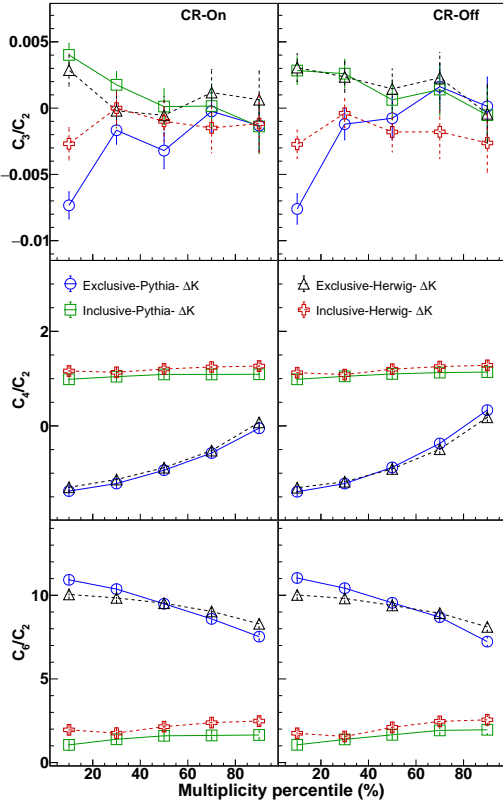 CR-On CR-Off
0.005
0
−0.005
−0.01
C3/C2
Exclusive-Pythia- ΔK Exclusive-Herwig- ΔK
Inclusive-Pythia- ΔK Inclusive-Herwig- ΔK
2
0
C4/C2
10
5
0
C6/C2
20 40 60 80 20 40 60 80
Multiplicity percentile (%)